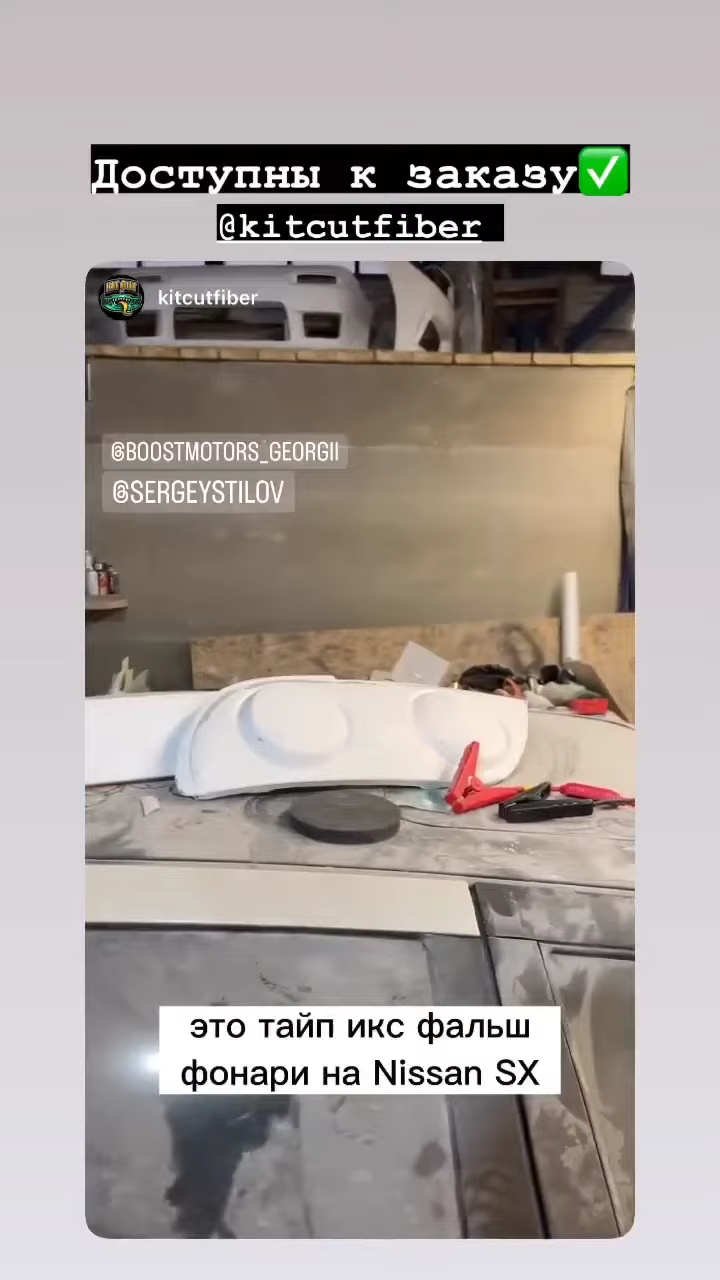 Доступны к заказу✅
@kitcutfiber
kitcutfiber
@BOOSTMOTORS_GEORGII
@SERGEYSTILOV
это тайп икс фальш
фонари на Nissan SX